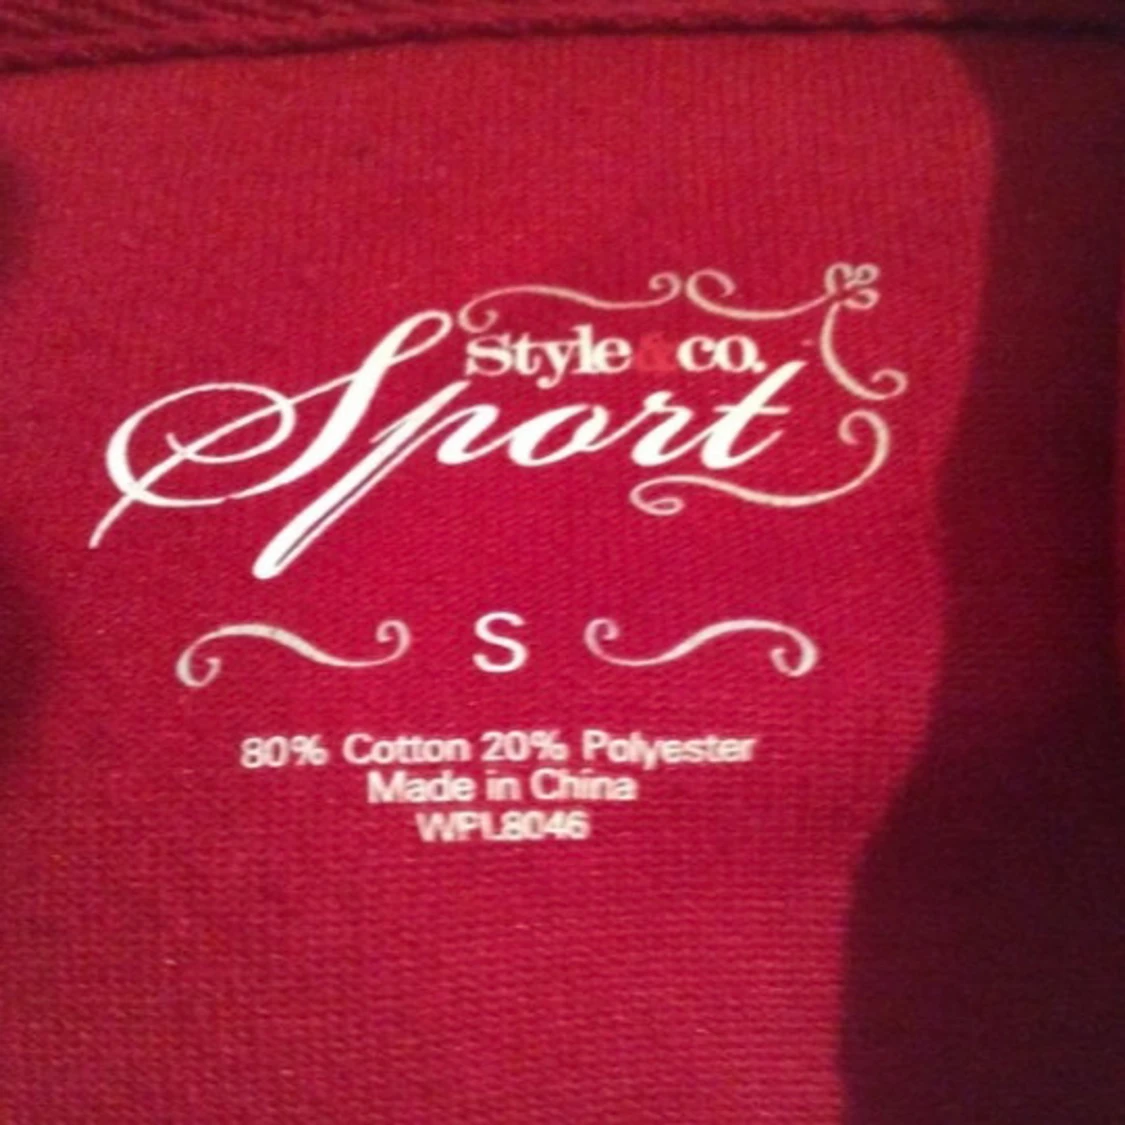 Style & co.
Sport
S
80% Cotton 20% Polyester
Made in China
WPL8046